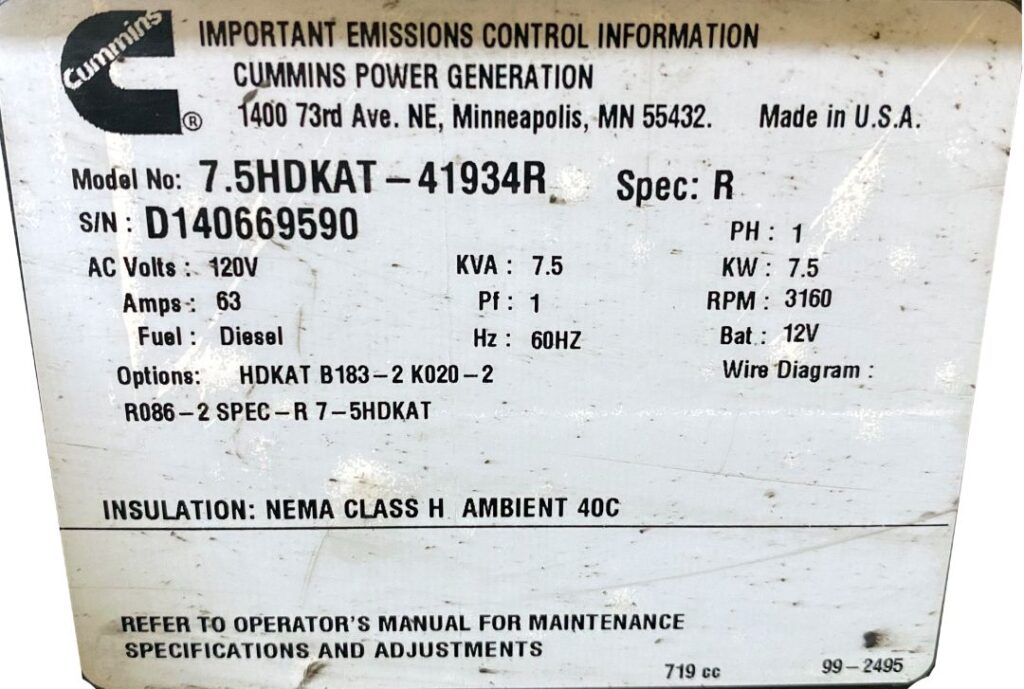 Cummins
IMPORTANT EMISSIONS CONTROL INFORMATION
CUMMINS POWER GENERATION
1400 73rd Ave. NE, Minneapolis, MN 55432. Made in U.S.A.
®
Model No: 7.5HDKAT-41934R Spec: R
S/N : D140669590 PH : 1
AC Volts : 120V KVA : 7.5 KW : 7.5
Amps : 63 Pf : 1 RPM : 3160
Fuel : Diesel Hz : 60HZ Bat : 12V
Options: HDKAT B183-2 K020-2 Wire Diagram :
R086-2 SPEC-R 7-5HDKAT
INSULATION: NEMA CLASS H AMBIENT 40C
REFER TO OPERATOR'S MANUAL FOR MAINTENANCE
SPECIFICATIONS AND ADJUSTMENTS
719 cc 99-2495